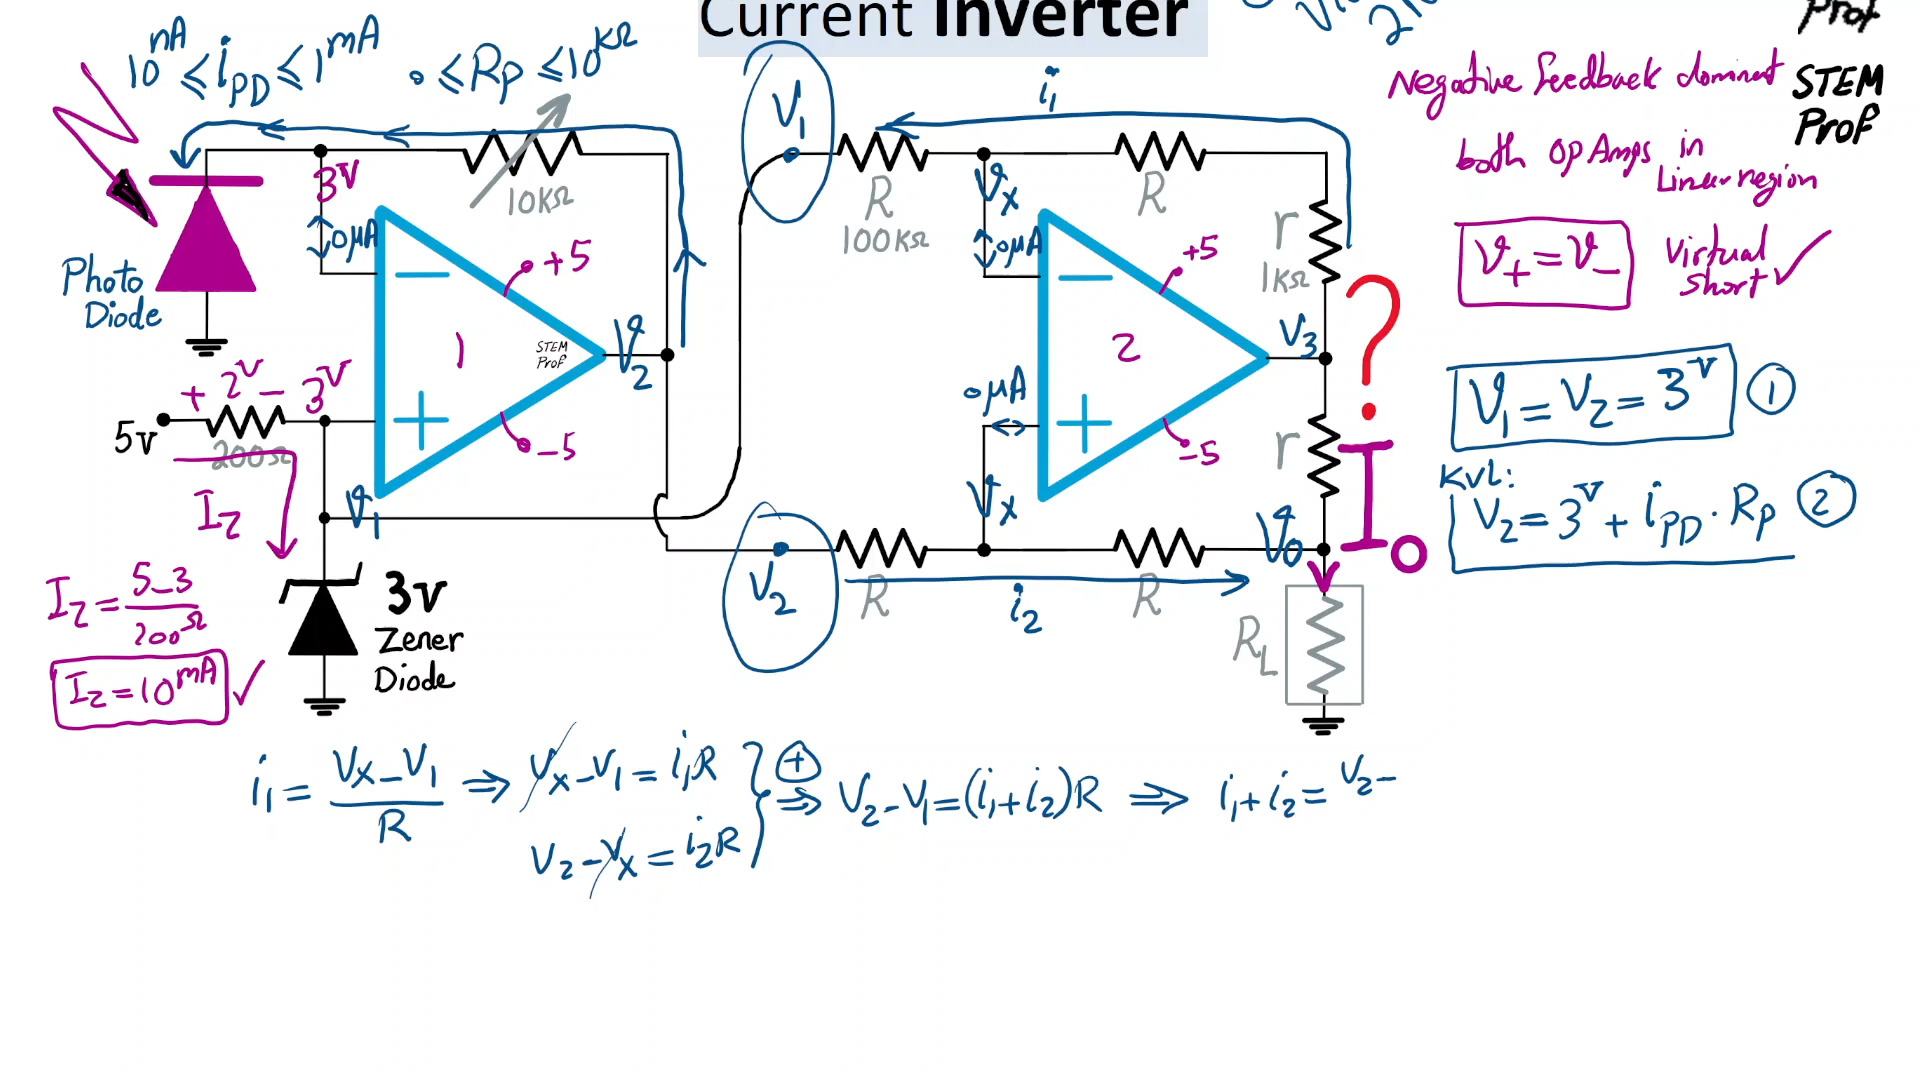 Current Inverter
Prof
STEM
Prof
10nA ≤ iPD ≤ 1mA
0 ≤ Rp ≤ 10KΩ
Negative feedback dominant
both OpAmps in
Linear region
V+ = V-
Virtual
short ✓
V1 = V2 = 3V ①
KVL:
V2 = 3V + iPD · Rp ②
10KΩ
3V
0μA
Photo
Diode
+5
1
STEM
Prof
V2
-5
+ 2V -
3V
5v
200Ω
IZ
V1
3v
Zener
Diode
IZ = 5-3 / 200Ω
IZ = 10mA ✓
V1
i1
R
100KΩ
Vx
R
r
1KΩ
0μA
+5
2
V3
?
0μA
-5
r
Vx
V0
I0
V2
R
i2
R
RL
i1 = Vx - V1 / R ⇒ Vx - V1 = i1R
V2 - Vx = i2R
} (+) ⇒ V2 - V1 = (i1 + i2)R ⇒ i1 + i2 = V2 -